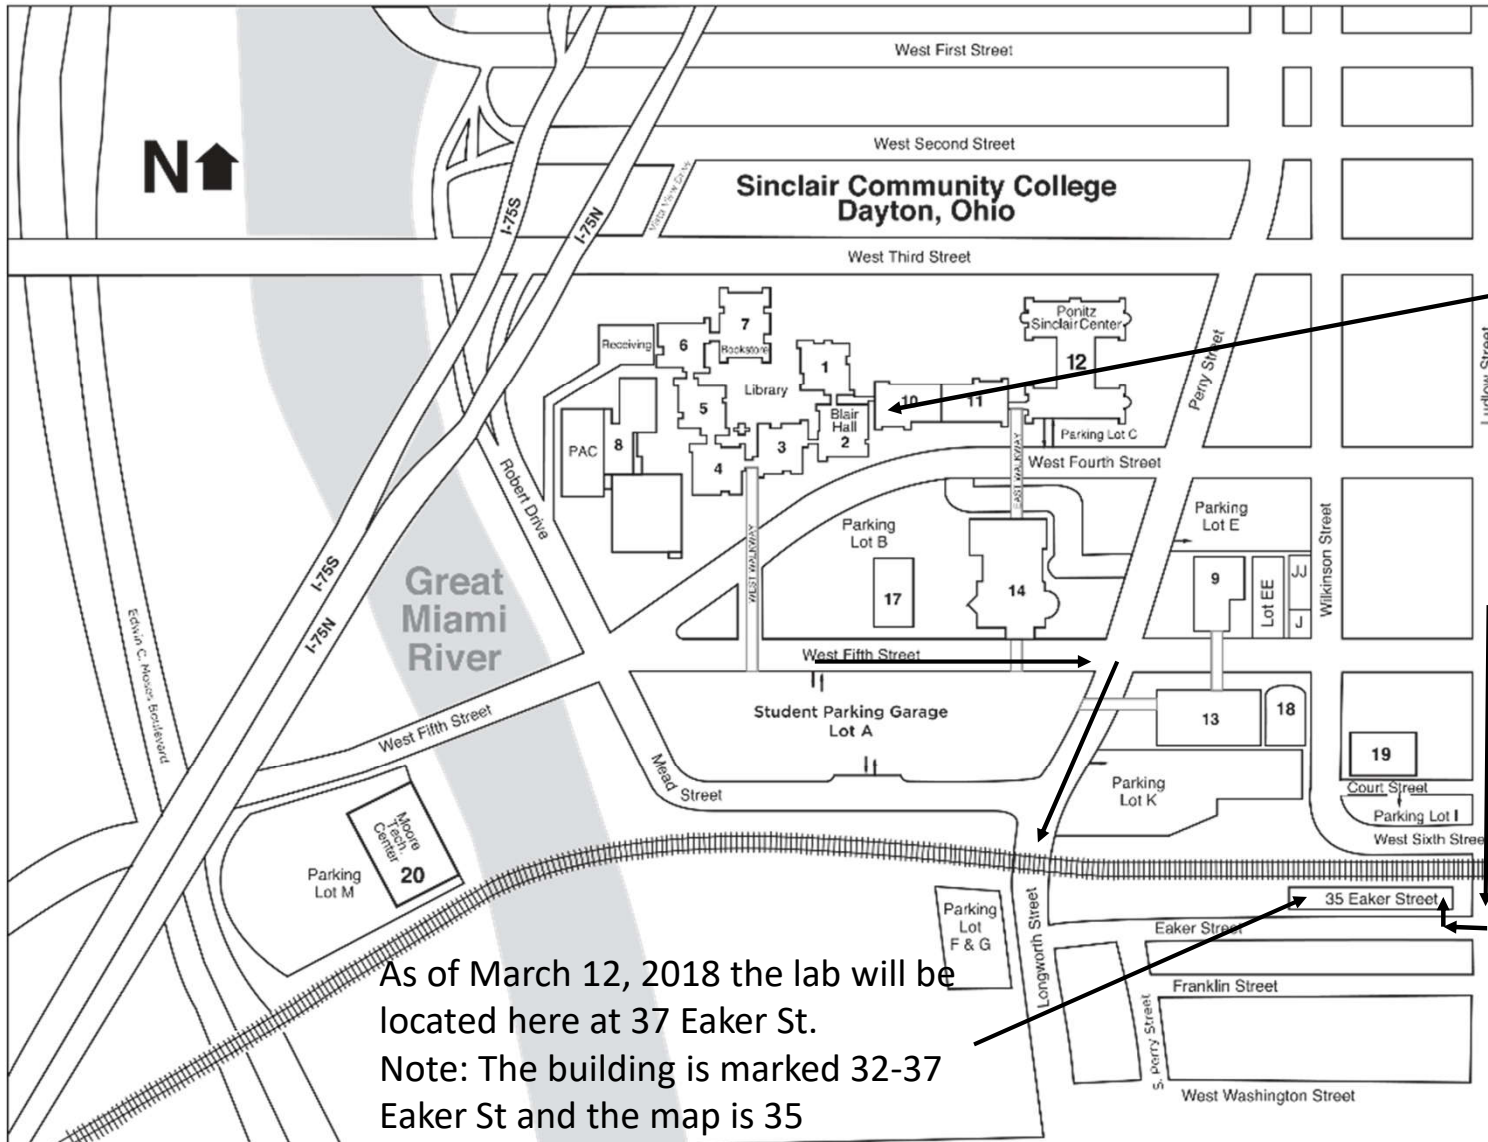 West First Street
N
West Second Street
Sinclair Community College
Dayton, Ohio
I-75S
I-75N
West Third Street
Ponitz
Sinclair Center
7
Bookstore
Receiving
6
1
12
Perry Street
Ludlow Street
Library
5
10
11
Blair
Hall
2
PAC
8
3
4
Parking Lot C
West Fourth Street
EAST WALKWAY
Robert Drive
WEST WALKWAY
Parking
Lot B
Parking
Lot E
Wilkinson Street
I-75S
I-75N
Great
Miami
River
17
14
9
Lot EE
JJ
J
Edwin C. Moses Boulevard
West Fifth Street
West Fifth Street
Student Parking Garage
Lot A
13
18
19
Mead Street
Parking
Lot K
Court Street
Parking Lot I
West Sixth Stree
Moore
Tech.
Center
20
Parking
Lot M
35 Eaker Street
Parking
Lot
F & G
Longworth Street
Eaker Street
Franklin Street
S. Perry Street
West Washington Street
As of March 12, 2018 the lab will be
located here at 37 Eaker St.
Note: The building is marked 32-37
Eaker St and the map is 35